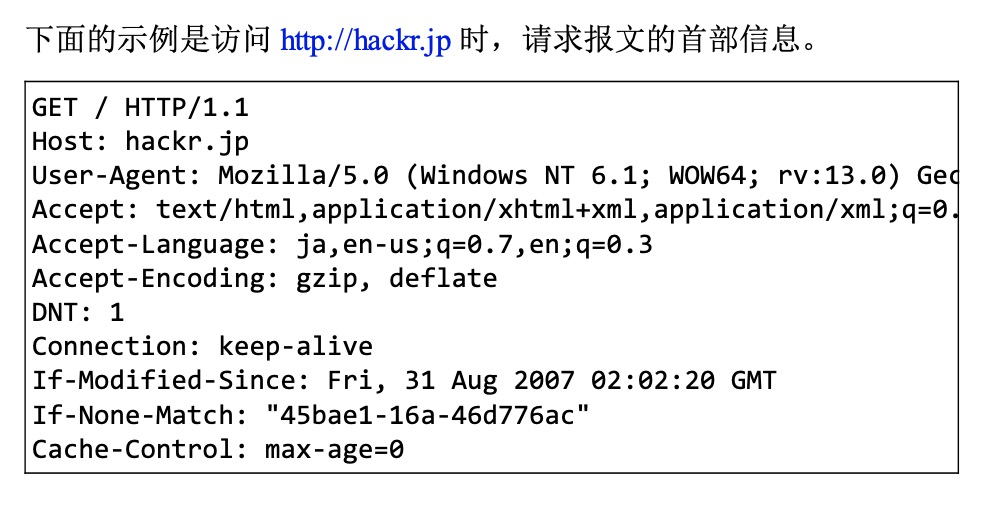 下面的示例是访问 http://hackr.jp 时，请求报文的首部信息。
GET / HTTP/1.1
Host: hackr.jp
User-Agent: Mozilla/5.0 (Windows NT 6.1; WOW64; rv:13.0) Gec
Accept: text/html,application/xhtml+xml,application/xml;q=0.
Accept-Language: ja,en-us;q=0.7,en;q=0.3
Accept-Encoding: gzip, deflate
DNT: 1
Connection: keep-alive
If-Modified-Since: Fri, 31 Aug 2007 02:02:20 GMT
If-None-Match: "45bae1-16a-46d776ac"
Cache-Control: max-age=0